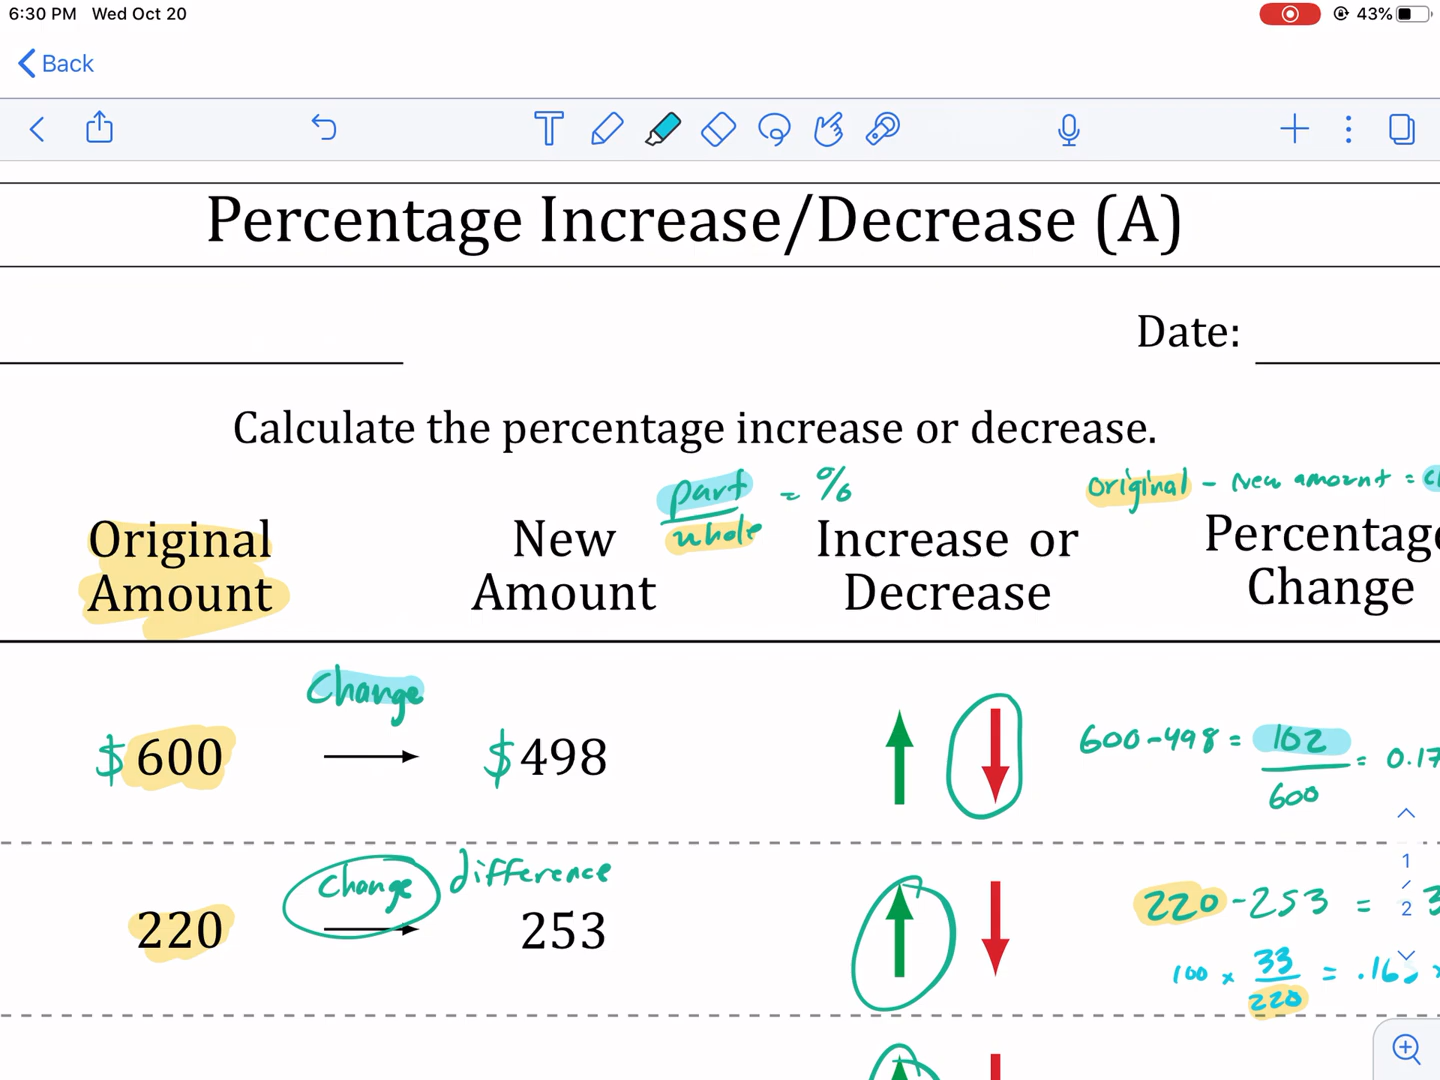 6:30 PM Wed Oct 20 43%
Back
Percentage Increase/Decrease (A)
Date:
Calculate the percentage increase or decrease.
part = %
whole
original - New amount =
Original Amount
New Amount
Increase or Decrease
Percentage Change
Change
$600 $498 600-498 = 102 = 0.17
600
Change difference
220 253 220-253 = 3
100 x 33 = .16
220
1
/
2